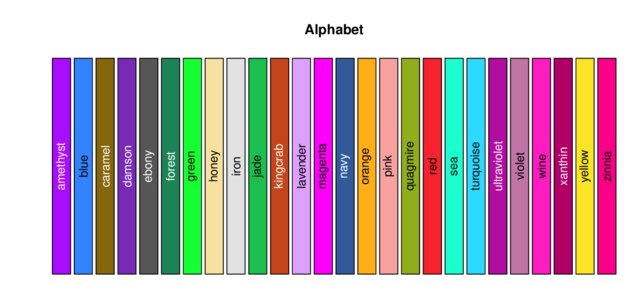 Alphabet
amethyst
blue
caramel
damson
ebony
forest
green
honey
iron
jade
kingcrab
lavender
magenta
navy
orange
pink
quagmire
red
sea
turquoise
ultraviolet
violet
wine
xanthin
yellow
zinnia